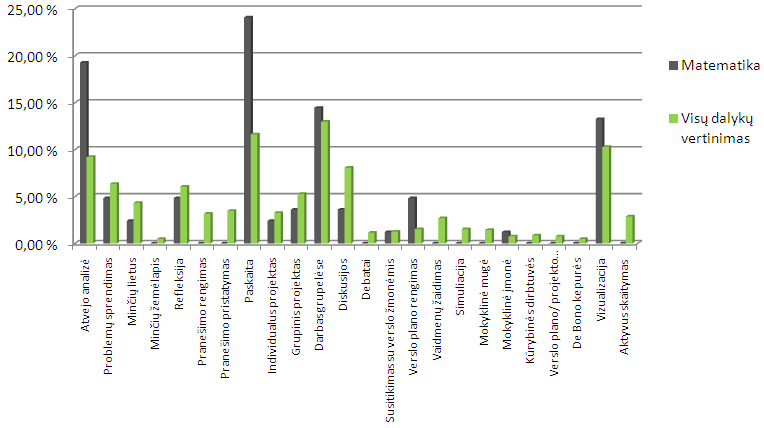 25,00 %
20,00 %
15,00 %
10,00 %
5,00 %
0,00 %
Atvejo analizė
Problemų sprendimas
Minčių lietus
Minčių žemėlapis
Refleksija
Pranešimo rengimas
Pranešimo pristatymas
Paskaita
Individualus projektas
Grupinis projektas
Darbas grupelėse
Diskusijos
Debatai
Susitikimas su verslo žmonėmis
Verslo plano rengimas
Vaidmenų žaidimas
Simuliacija
Mokyklinė mugė
Mokyklinė įmonė
Kūrybinės dirbtuvės
Verslo plano/ projekto...
De Bono kepurės
Vizualizacija
Aktyvus skaitymas
Matematika
Visų dalykų
vertinimas